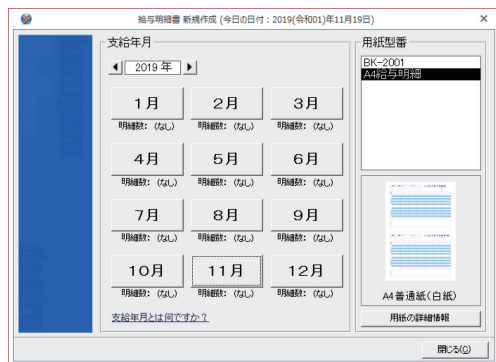 給与明細書 新規作成 (今日の日付：2019(令和01)年11月19日)
支給年月
2019 年
1月 2月 3月
明細数: (なし) 明細数: (なし) 明細数: (なし)
4月 5月 6月
明細数: (なし) 明細数: (なし) 明細数: (なし)
7月 8月 9月
明細数: (なし) 明細数: (なし) 明細数: (なし)
10月 11月 12月
明細数: (なし) 明細数: (なし) 明細数: (なし)
支給年月とは何ですか？
用紙型番
BK-2001
A4給与明細
A4普通紙(白紙)
用紙の詳細情報
閉じる(C)